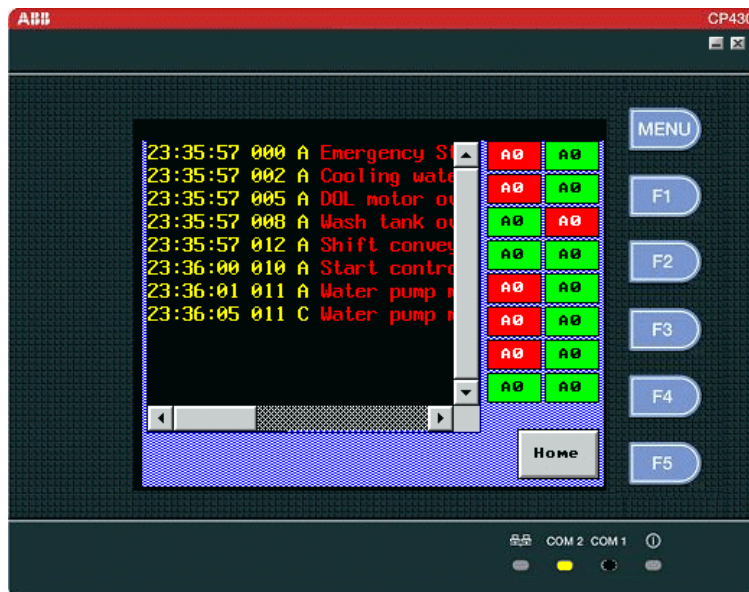 ABB CP430
MENU
23:35:57 000 A Emergency St
23:35:57 002 A Cooling wate
23:35:57 005 A DOL motor ov
23:35:57 008 A Wash tank ov
23:35:57 012 A Shift convey
23:36:00 010 A Start contro
23:36:01 011 A Water pump m
23:36:05 011 C Water pump m
A0 A0
A0 A0
A0 A0
A0 A0
A0 A0
A0 A0
A0 A0
A0 A0
Home
F1
F2
F3
F4
F5
COM 2 COM 1